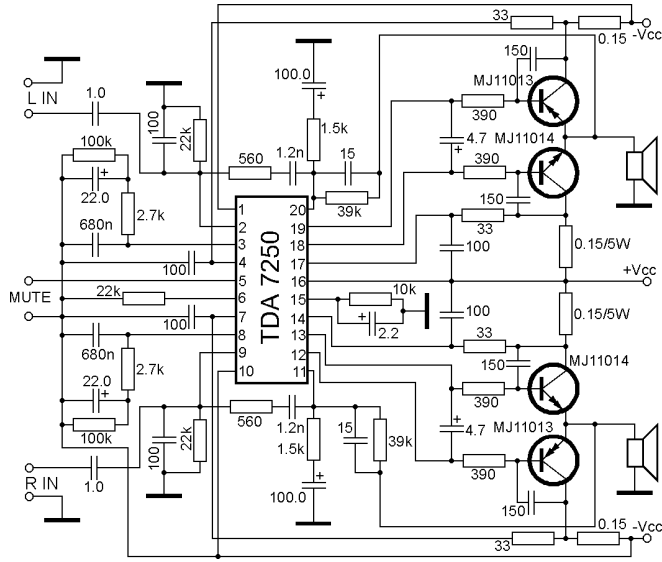 33
0.15
-Vcc
150
100.0
+
MJ11013
L IN
1.0
100
22k
1.5k
390
100k
4.7
+
MJ11014
560
1.2n
15
390
22.0
+
39k
150
680n
2.7k
33
TDA 7250
1
2
3
4
5
6
7
8
9
10
20
19
18
17
16
15
14
13
12
11
100
100
0.15/5W
+Vcc
MUTE
22k
10k
+
2.2
100
100
0.15/5W
33
680n
2.7k
150
MJ11014
22.0
+
390
100k
560
1.2n
1.5k
15
39k
+
4.7
MJ11013
100
22k
390
R IN
1.0
100.0
+
150
33
0.15
-Vcc